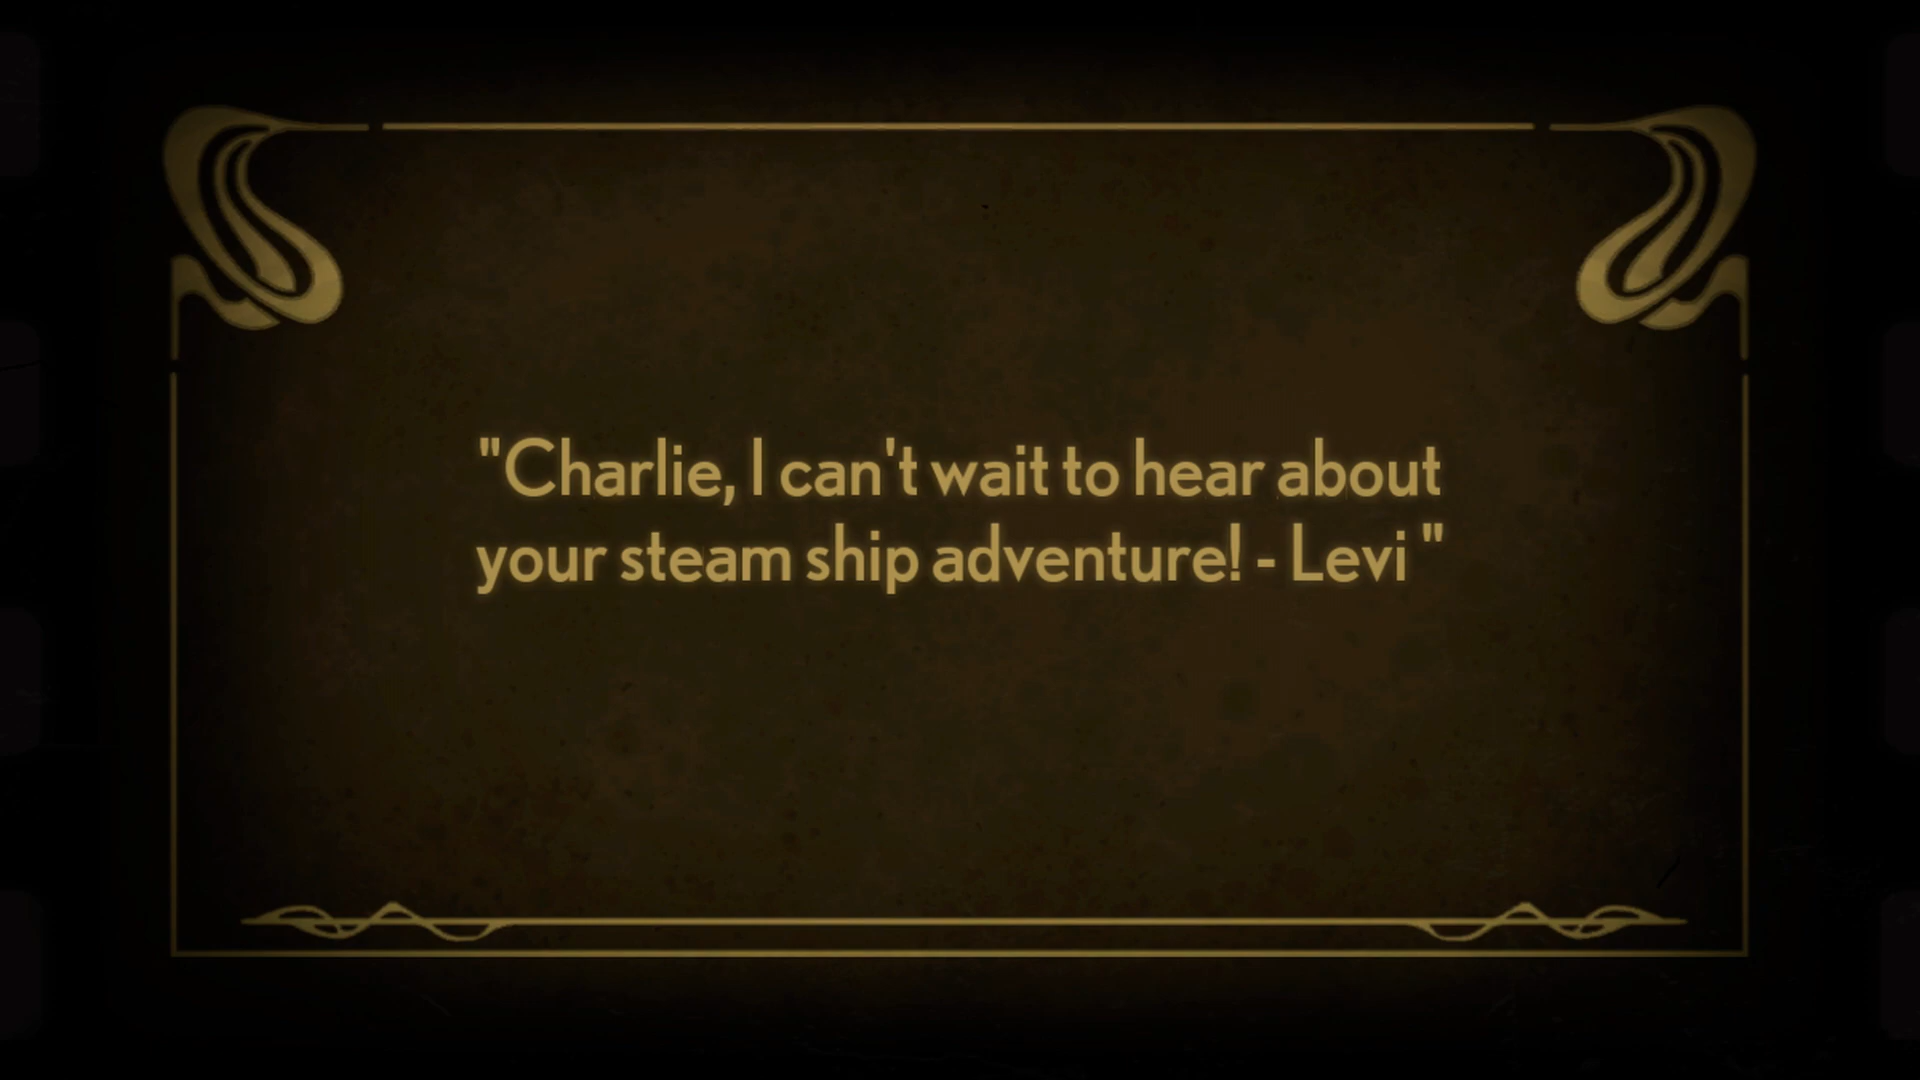 "Charlie, I can't wait to hear about
your steam ship adventure! - Levi "